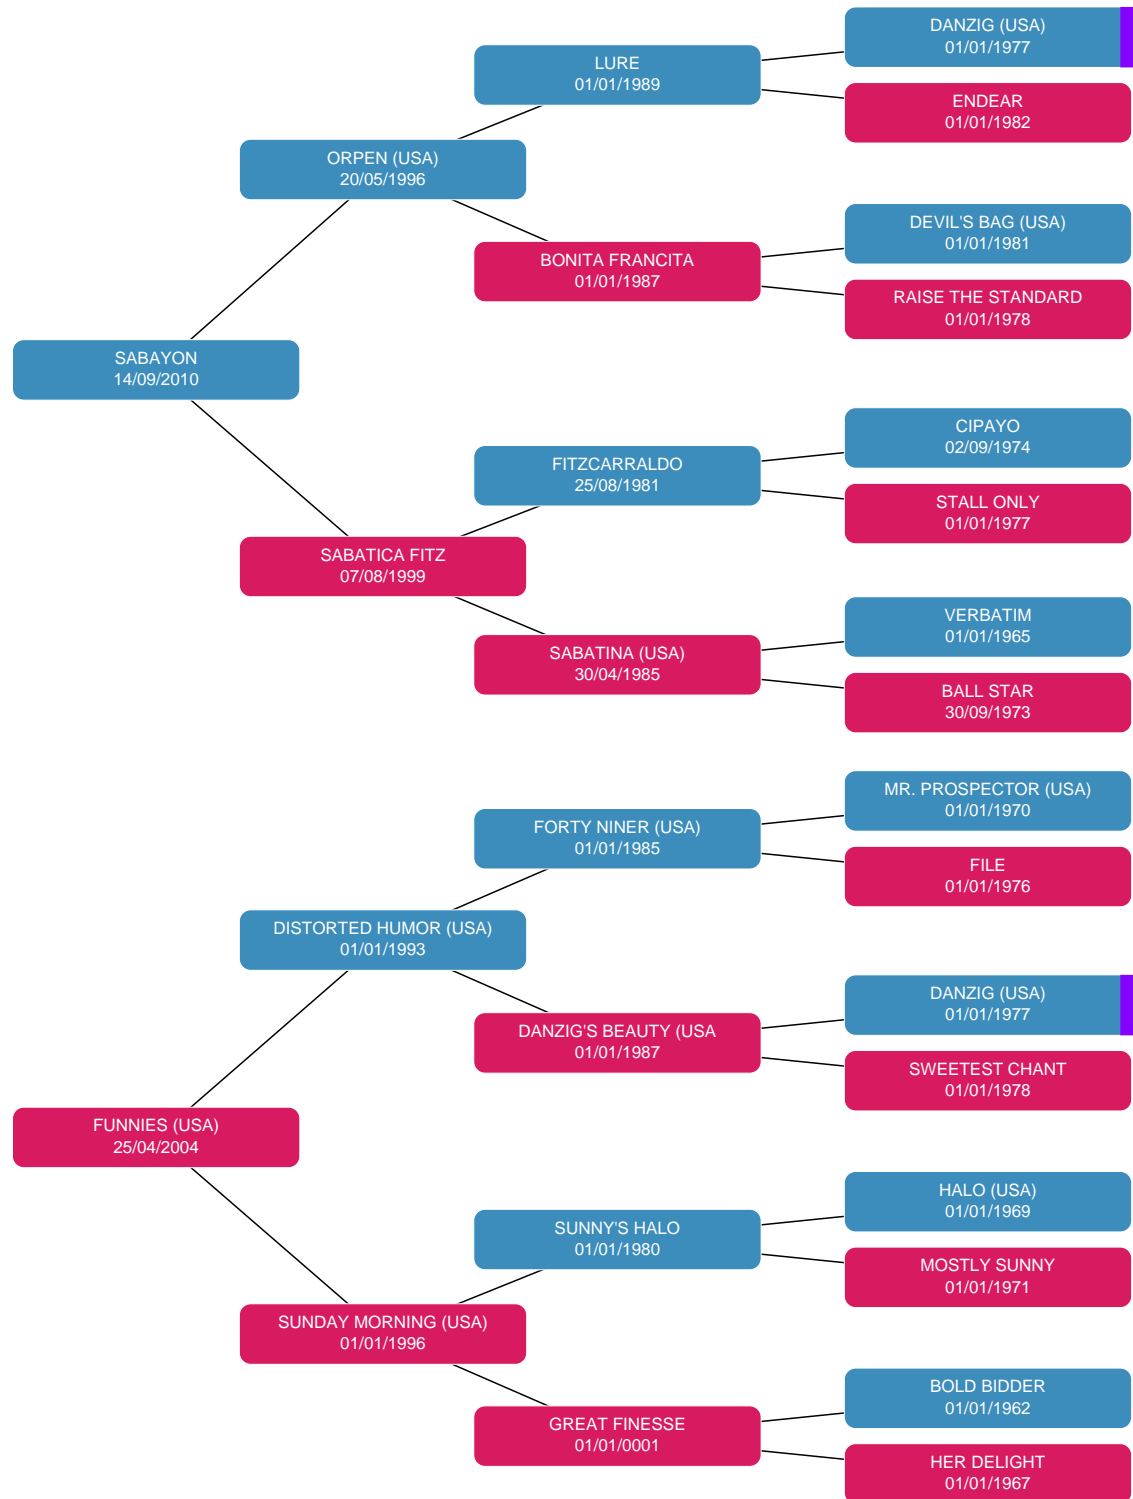 DANZIG (USA)
01/01/1977
LURE
01/01/1989
ENDEAR
01/01/1982
ORPEN (USA)
20/05/1996
DEVIL'S BAG (USA)
01/01/1981
BONITA FRANCITA
01/01/1987
RAISE THE STANDARD
01/01/1978
SABAYON
14/09/2010
CIPAYO
02/09/1974
FITZCARRALDO
25/08/1981
STALL ONLY
01/01/1977
SABATICA FITZ
07/08/1999
VERBATIM
01/01/1965
SABATINA (USA)
30/04/1985
BALL STAR
30/09/1973
MR. PROSPECTOR (USA)
01/01/1970
FORTY NINER (USA)
01/01/1985
FILE
01/01/1976
DISTORTED HUMOR (USA)
01/01/1993
DANZIG (USA)
01/01/1977
DANZIG'S BEAUTY (USA
01/01/1987
SWEETEST CHANT
01/01/1978
FUNNIES (USA)
25/04/2004
HALO (USA)
01/01/1969
SUNNY'S HALO
01/01/1980
MOSTLY SUNNY
01/01/1971
SUNDAY MORNING (USA)
01/01/1996
BOLD BIDDER
01/01/1962
GREAT FINESSE
01/01/0001
HER DELIGHT
01/01/1967